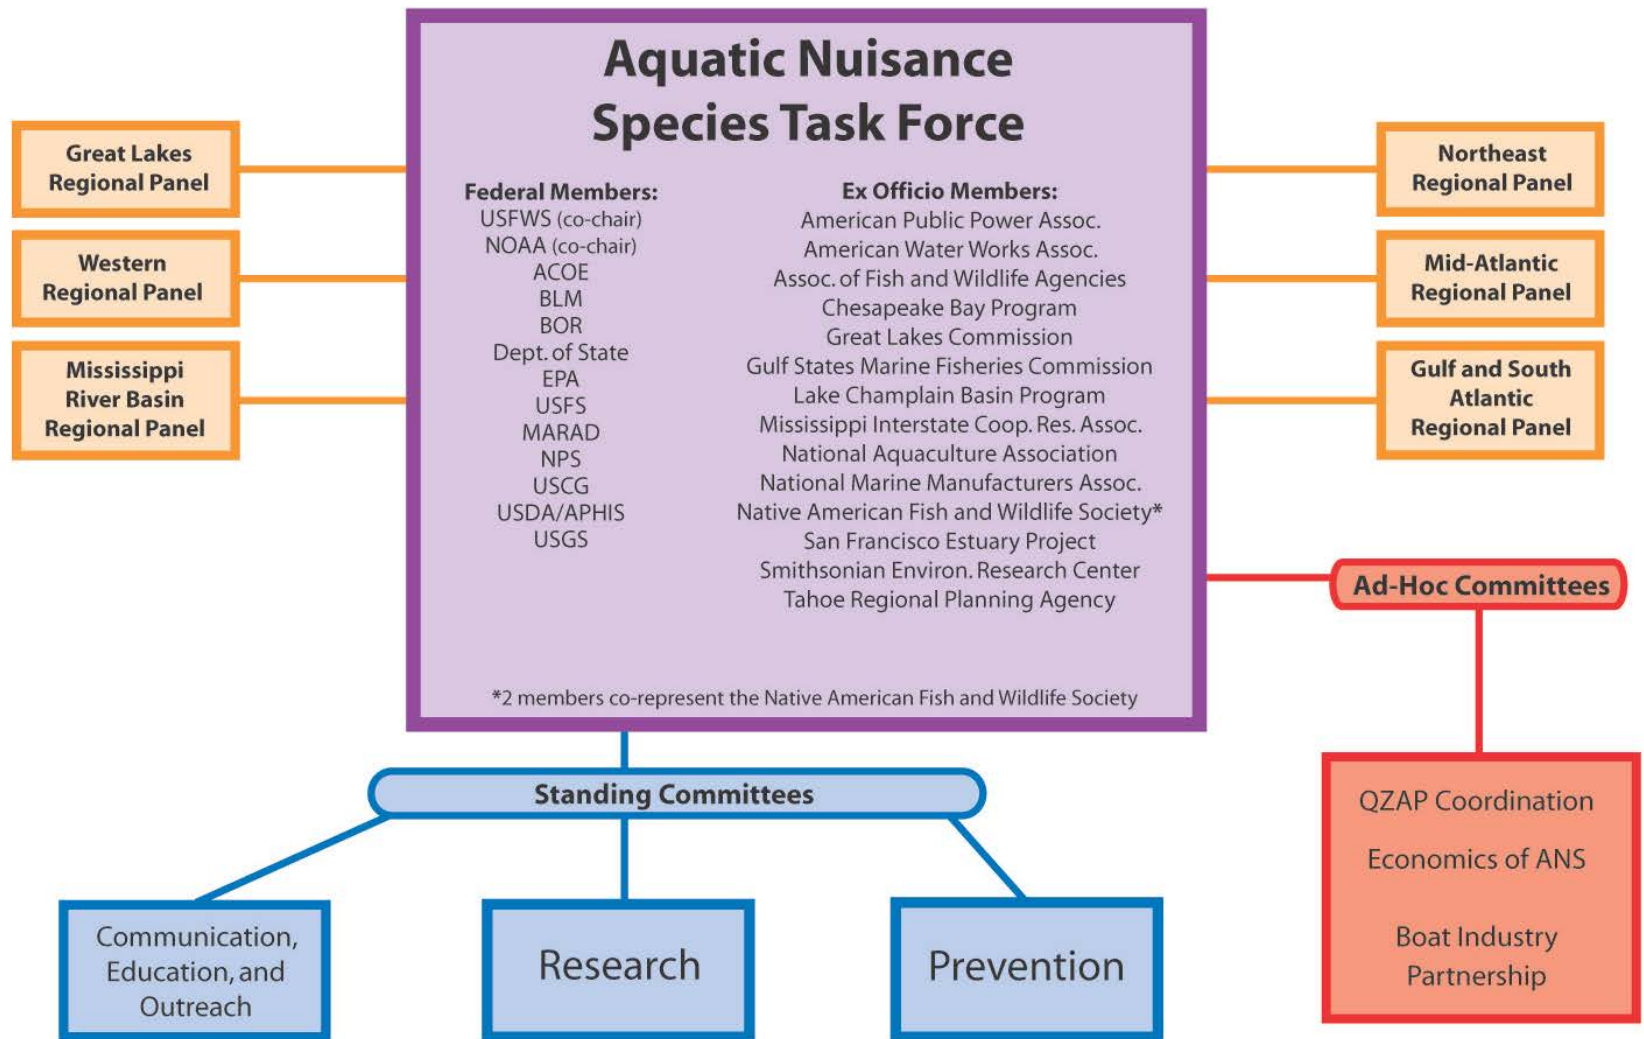 Aquatic Nuisance
Species Task Force
Great Lakes
Regional Panel
Western
Regional Panel
Mississippi
River Basin
Regional Panel
Federal Members:
USFWS (co-chair)
NOAA (co-chair)
ACOE
BLM
BOR
Dept. of State
EPA
USFS
MARAD
NPS
USCG
USDA/APHIS
USGS
Ex Officio Members:
American Public Power Assoc.
American Water Works Assoc.
Assoc. of Fish and Wildlife Agencies
Chesapeake Bay Program
Great Lakes Commission
Gulf States Marine Fisheries Commission
Lake Champlain Basin Program
Mississippi Interstate Coop. Res. Assoc.
National Aquaculture Association
National Marine Manufacturers Assoc.
Native American Fish and Wildlife Society*
San Francisco Estuary Project
Smithsonian Environ. Research Center
Tahoe Regional Planning Agency
*2 members co-represent the Native American Fish and Wildlife Society
Northeast
Regional Panel
Mid-Atlantic
Regional Panel
Gulf and South
Atlantic
Regional Panel
Ad-Hoc Committees
QZAP Coordination
Economics of ANS
Boat Industry
Partnership
Standing Committees
Communication,
Education, and
Outreach
Research
Prevention